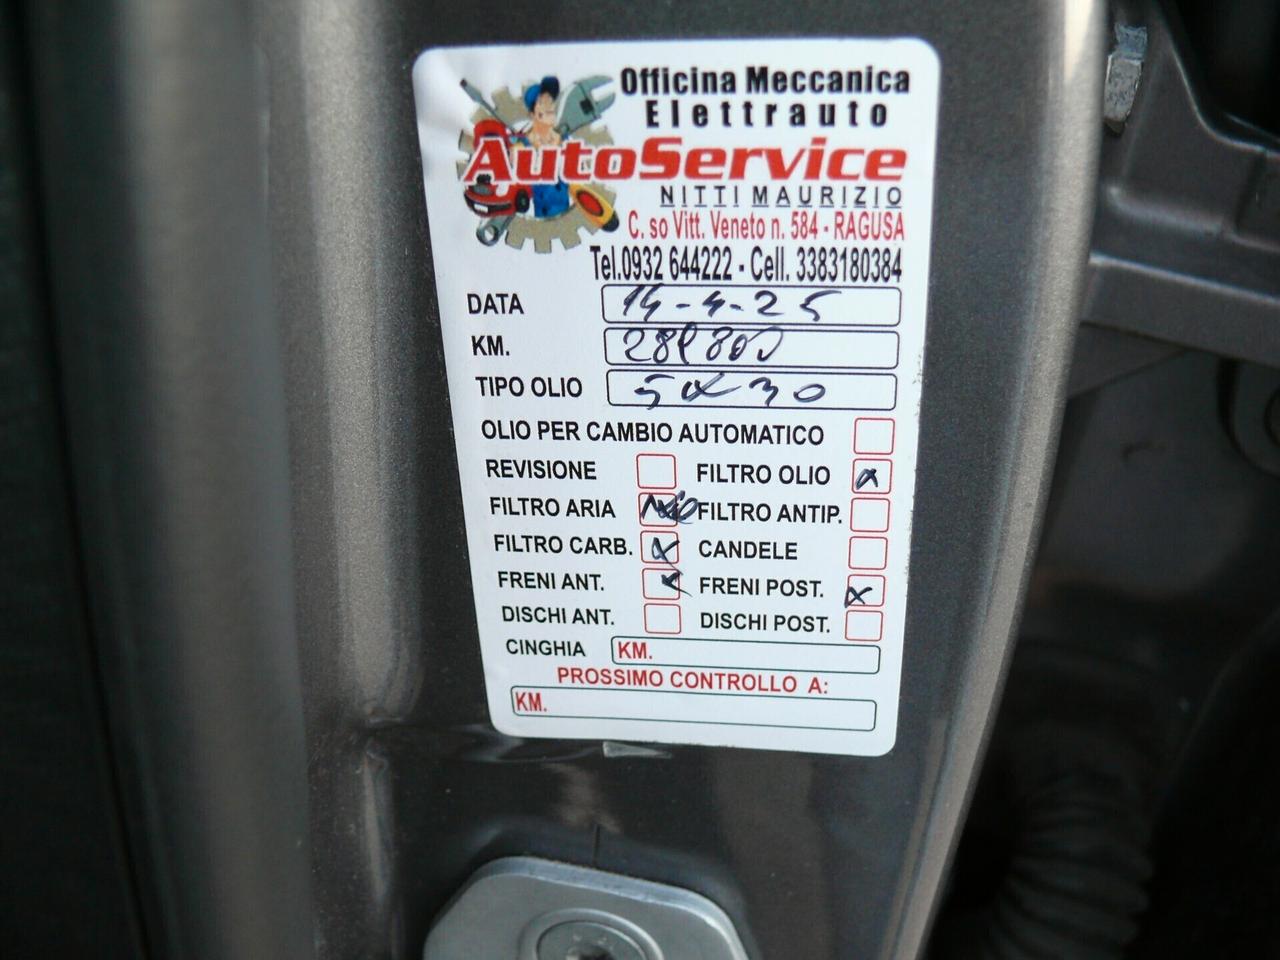 Officina Meccanica
Elettrauto
AutoService
NITTI MAURIZIO
C. so Vitt. Veneto n. 584 - RAGUSA
Tel.0932 644222 - Cell. 3383180384
DATA 14-4-25
KM.
TIPO OLIO 5 30
OLIO PER CAMBIO AUTOMATICO
REVISIONE FILTRO OLIO x
FILTRO ARIA FILTRO ANTIP.
FILTRO CARB. x CANDELE
FRENI ANT. x FRENI POST. x
DISCHI ANT. DISCHI POST.
CINGHIA KM.
PROSSIMO CONTROLLO A:
KM.